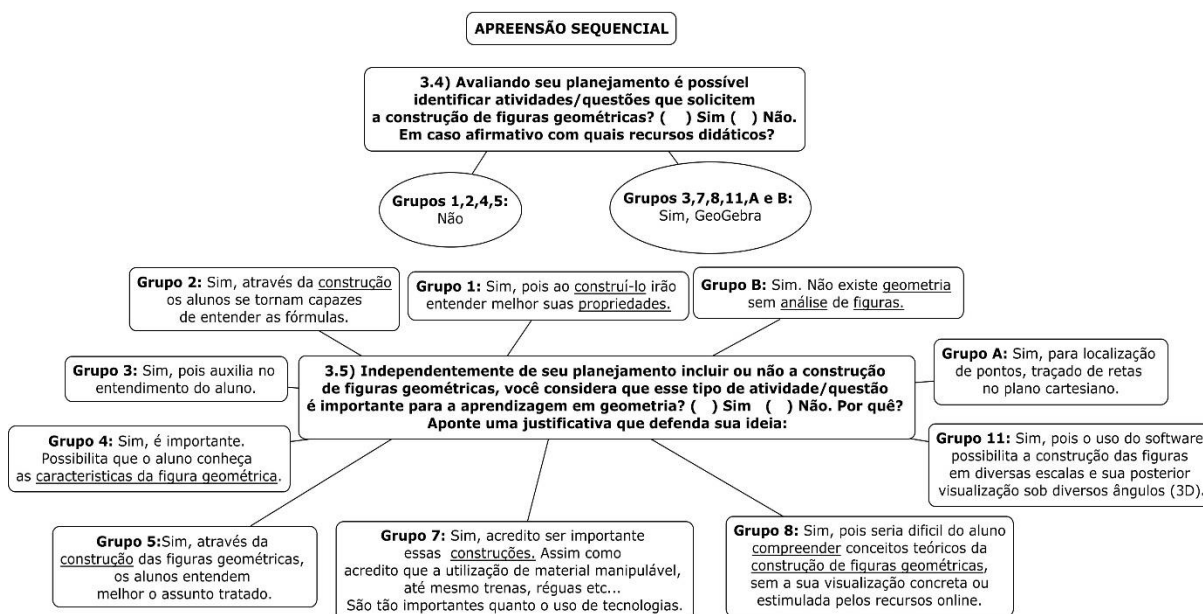 APREENSÃO SEQUENCIAL
3.4) Avaliando seu planejamento é possível
identificar atividades/questões que solicitem
a construção de figuras geométricas? ( ) Sim ( ) Não.
Em caso afirmativo com quais recursos didáticos?
Grupos 1,2,4,5:
Não
Grupos 3,7,8,11,A e B:
Sim, GeoGebra
Grupo 2: Sim, através da construção
os alunos se tornam capazes
de entender as fórmulas.
Grupo 1: Sim, pois ao construí-lo irão
entender melhor suas propriedades.
Grupo B: Sim. Não existe geometria
sem análise de figuras.
Grupo 3: Sim, pois auxilia no
entendimento do aluno.
3.5) Independentemente de seu planejamento incluir ou não a construção
de figuras geométricas, você considera que esse tipo de atividade/questão
é importante para a aprendizagem em geometria? ( ) Sim ( ) Não. Por quê?
Aponte uma justificativa que defenda sua ideia:
Grupo A: Sim, para localização
de pontos, traçado de retas
no plano cartesiano.
Grupo 4: Sim, é importante.
Possibilita que o aluno conheça
as caracteristicas da figura geométrica.
Grupo 11: Sim, pois o uso do software
possibilita a construção das figuras
em diversas escalas e sua posterior
visualização sob diversos ângulos (3D).
Grupo 5:Sim, através da
construção das figuras geométricas,
os alunos entendem
melhor o assunto tratado.
Grupo 7: Sim, acredito ser importante
essas construções. Assim como
acredito que a utilização de material manipulável,
até mesmo trenas, réguas etc...
São tão importantes quanto o uso de tecnologias.
Grupo 8: Sim, pois seria dificil do aluno
compreender conceitos teóricos da
construção de figuras geométricas,
sem a sua visualização concreta ou
estimulada pelos recursos online.